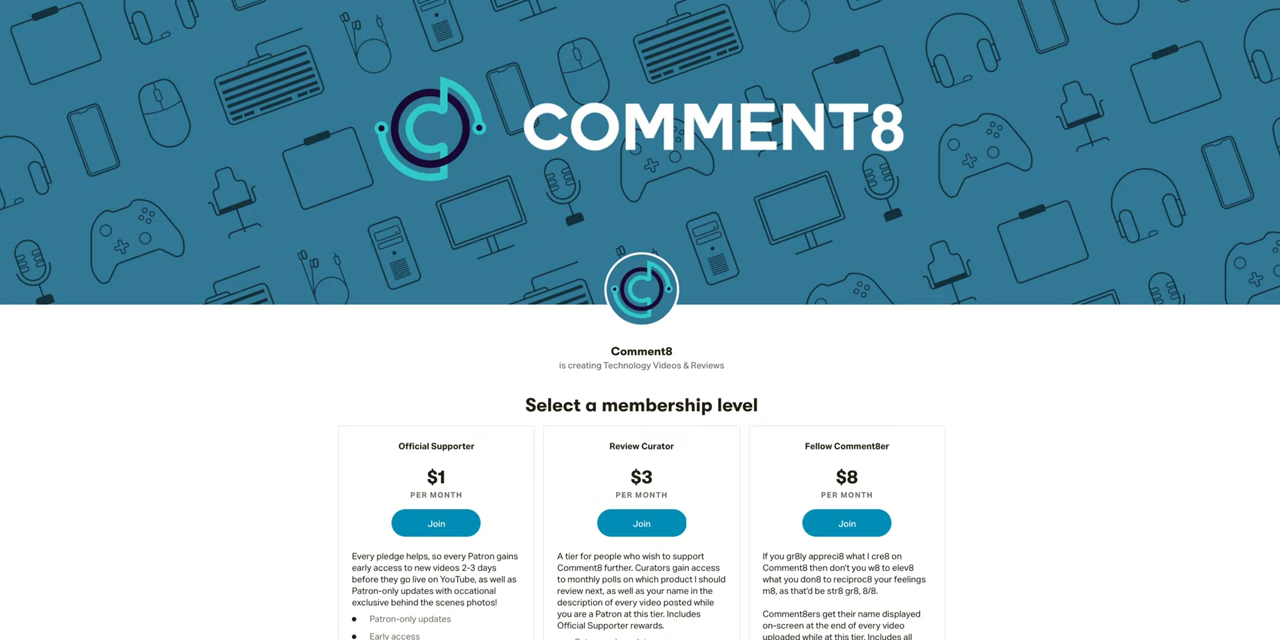 COMMENT8
Comment8
is creating Technology Videos & Reviews
Select a membership level
Official Supporter
$1
PER MONTH
Join
Every pledge helps, so every Patron gains
early access to new videos 2-3 days
before they go live on YouTube, as well as
Patron-only updates with occational
exclusive behind the scenes photos!
Patron-only updates
Early access
Review Curator
$3
PER MONTH
Join
A tier for people who wish to support
Comment8 further. Curators gain access
to monthly polls on which product I should
review next, as well as your name in the
description of every video posted while
you are a Patron at this tier. Includes
Official Supporter rewards.
Fellow Comment8er
$8
PER MONTH
Join
If you gr8ly appreci8 what I cre8 on
Comment8 then don't you w8 to elev8
what you don8 to reciproc8 your feelings
m8, as that'd be str8 gr8, 8/8.
Comment8ers get their name displayed
on-screen at the end of every video
uploaded while at this tier. Includes all